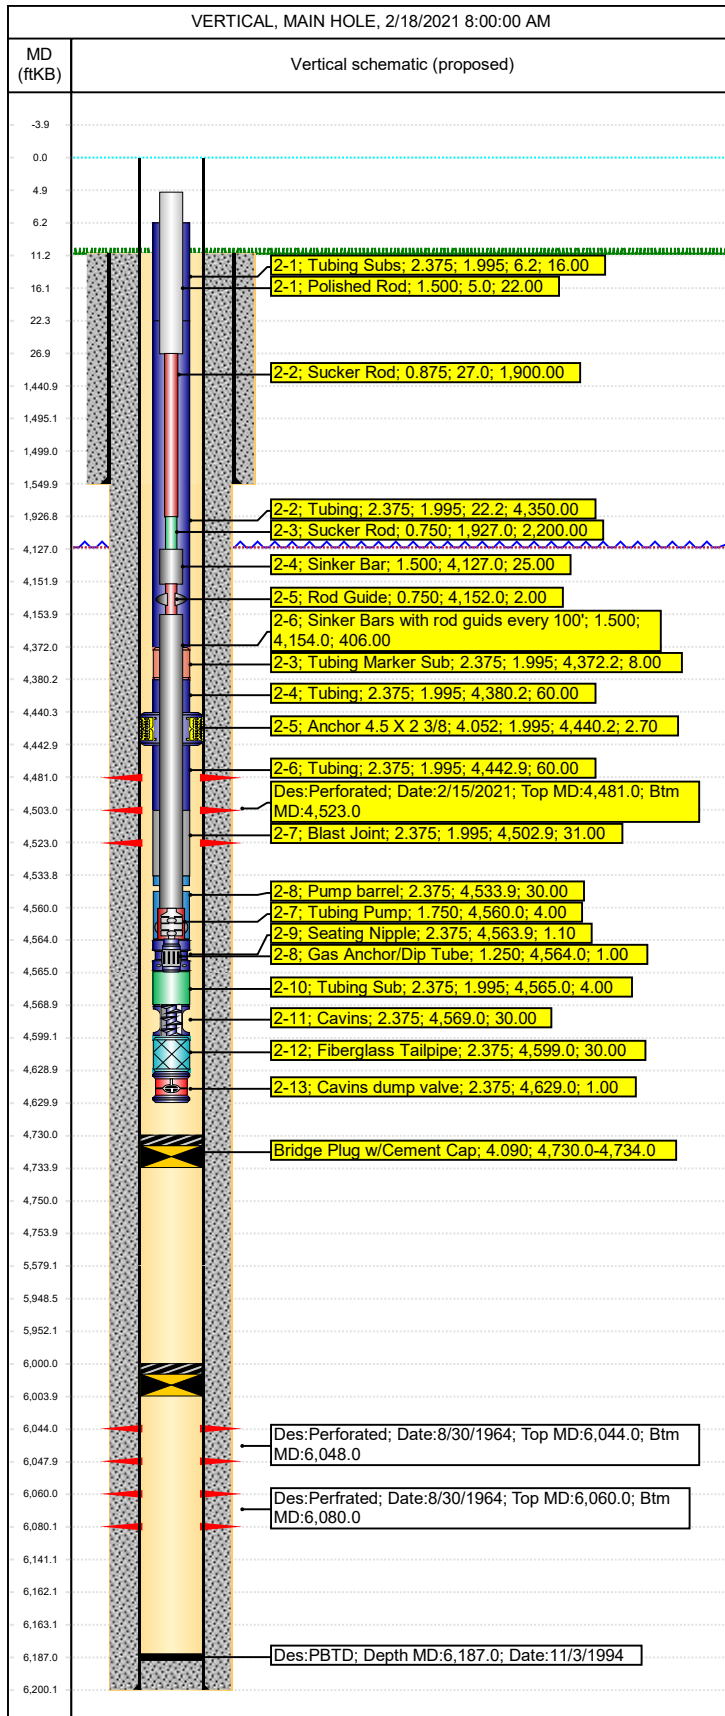 VERTICAL, MAIN HOLE, 2/18/2021 8:00:00 AM
MD
(ftKB)
Vertical schematic (proposed)
-3.9
0.0
4.9
6.2
11.2
2-1; Tubing Subs; 2.375; 1.995; 6.2; 16.00
16.1
2-1; Polished Rod; 1.500; 5.0; 22.00
22.3
26.9
2-2; Sucker Rod; 0.875; 27.0; 1,900.00
1,440.9
1,495.1
1,499.0
1,549.9
2-2; Tubing; 2.375; 1.995; 22.2; 4,350.00
1,926.8
2-3; Sucker Rod; 0.750; 1,927.0; 2,200.00
4,127.0
2-4; Sinker Bar; 1.500; 4,127.0; 25.00
4,151.9
2-5; Rod Guide; 0.750; 4,152.0; 2.00
4,153.9
2-6; Sinker Bars with rod guids every 100'; 1.500;
4,154.0; 406.00
4,372.0
2-3; Tubing Marker Sub; 2.375; 1.995; 4,372.2; 8.00
4,380.2
2-4; Tubing; 2.375; 1.995; 4,380.2; 60.00
4,440.3
2-5; Anchor 4.5 X 2 3/8; 4.052; 1.995; 4,440.2; 2.70
4,442.9
2-6; Tubing; 2.375; 1.995; 4,442.9; 60.00
4,481.0
Des:Perforated; Date:2/15/2021; Top MD:4,481.0; Btm
MD:4,523.0
4,503.0
2-7; Blast Joint; 2.375; 1.995; 4,502.9; 31.00
4,523.0
4,533.8
2-8; Pump barrel; 2.375; 4,533.9; 30.00
4,560.0
2-7; Tubing Pump; 1.750; 4,560.0; 4.00
2-9; Seating Nipple; 2.375; 4,563.9; 1.10
4,564.0
2-8; Gas Anchor/Dip Tube; 1.250; 4,564.0; 1.00
4,565.0
2-10; Tubing Sub; 2.375; 1.995; 4,565.0; 4.00
4,568.9
2-11; Cavins; 2.375; 4,569.0; 30.00
4,599.1
2-12; Fiberglass Tailpipe; 2.375; 4,599.0; 30.00
4,628.9
2-13; Cavins dump valve; 2.375; 4,629.0; 1.00
4,629.9
4,730.0
Bridge Plug w/Cement Cap; 4.090; 4,730.0-4,734.0
4,733.9
4,750.0
4,753.9
5,579.1
5,948.5
5,952.1
6,000.0
6,003.9
6,044.0
Des:Perforated; Date:8/30/1964; Top MD:6,044.0; Btm
MD:6,048.0
6,047.9
6,060.0
Des:Perfrated; Date:8/30/1964; Top MD:6,060.0; Btm
MD:6,080.0
6,080.1
6,141.1
6,162.1
6,163.1
6,187.0
Des:PBTD; Depth MD:6,187.0; Date:11/3/1994
6,200.1